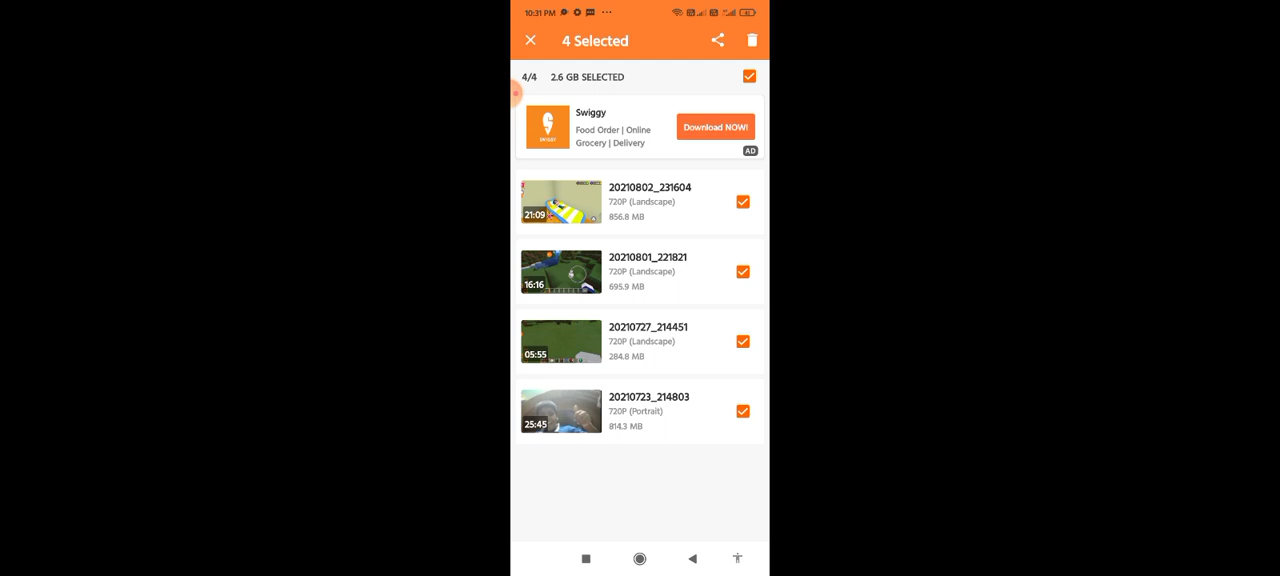 10:31 PM
4 Selected
4/4 2.6 GB SELECTED
Swiggy
Food Order | Online
Grocery | Delivery
Download NOW!
AD
SWIGGY
20210802_231604
720P (Landscape)
856.8 MB
21:09
20210801_221821
720P (Landscape)
695.9 MB
16:16
20210727_214451
720P (Landscape)
284.8 MB
05:55
20210723_214803
720P (Portrait)
814.3 MB
25:45